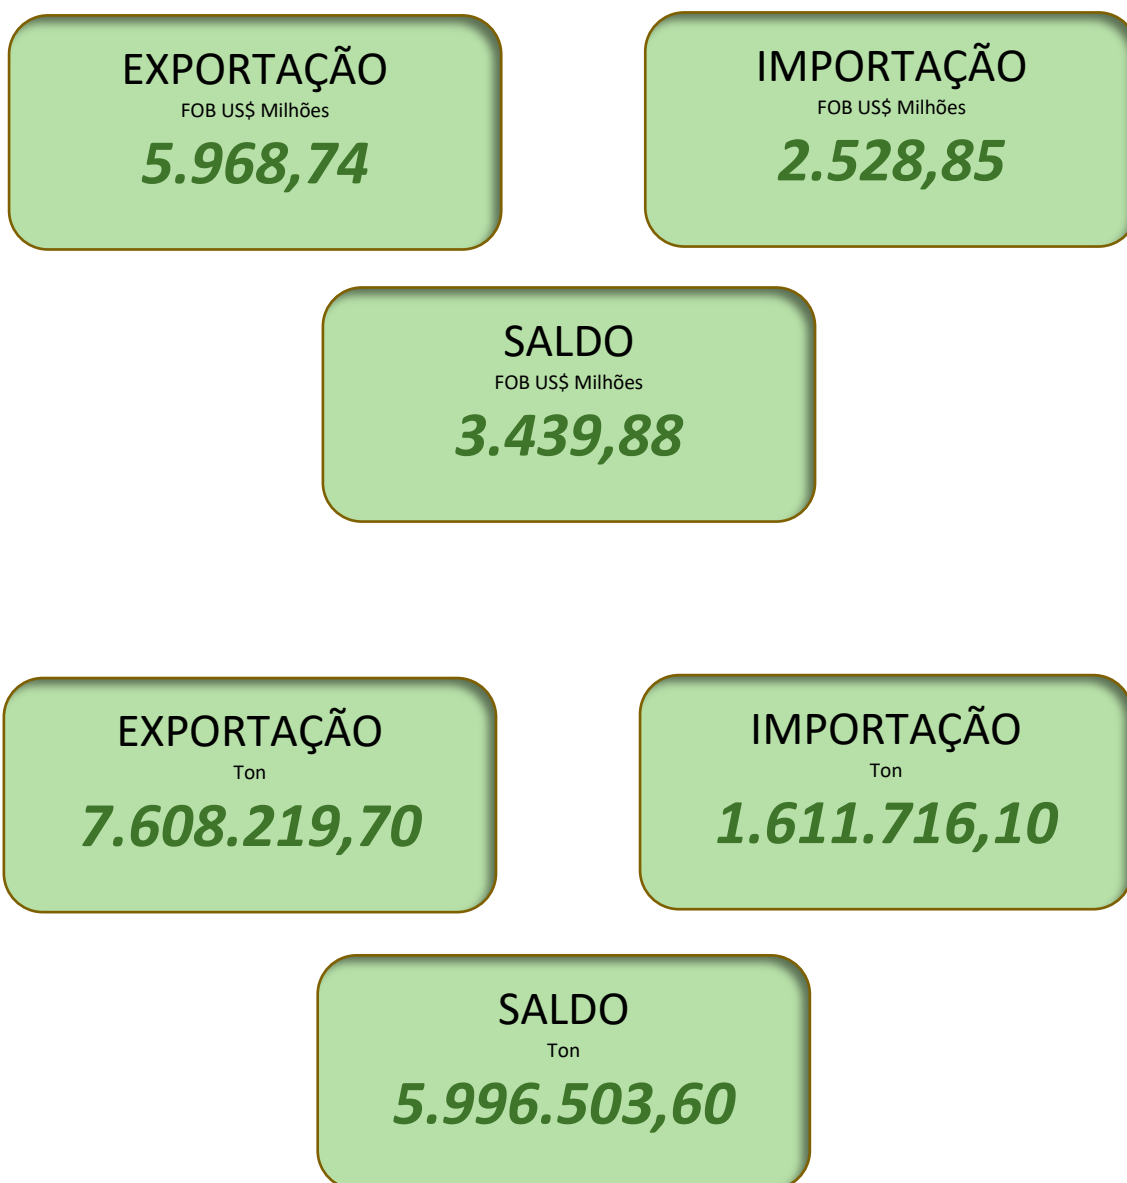 EXPORTAÇÃO
FOB US$ Milhões
5.968,74
IMPORTAÇÃO
FOB US$ Milhões
2.528,85
SALDO
FOB US$ Milhões
3.439,88
EXPORTAÇÃO
Ton
7.608.219,70
IMPORTAÇÃO
Ton
1.611.716,10
SALDO
Ton
5.996.503,60